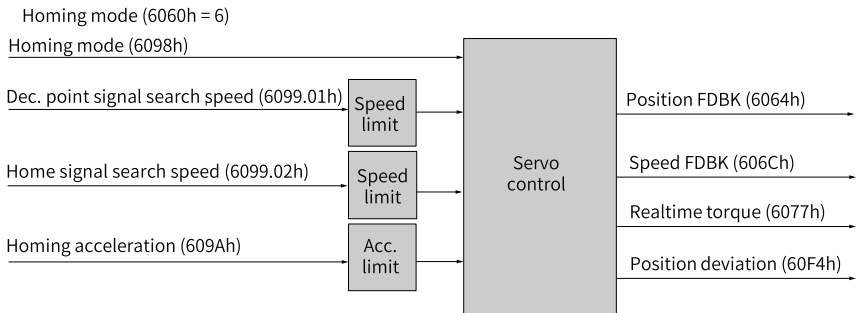 Homing mode (6060h = 6)
Homing mode (6098h)
Dec. point signal search speed (6099.01h)
Speed
limit
Home signal search speed (6099.02h)
Speed
limit
Homing acceleration (609Ah)
Acc.
limit
Servo
control
Position FDBK (6064h)
Speed FDBK (606Ch)
Realtime torque (6077h)
Position deviation (60F4h)